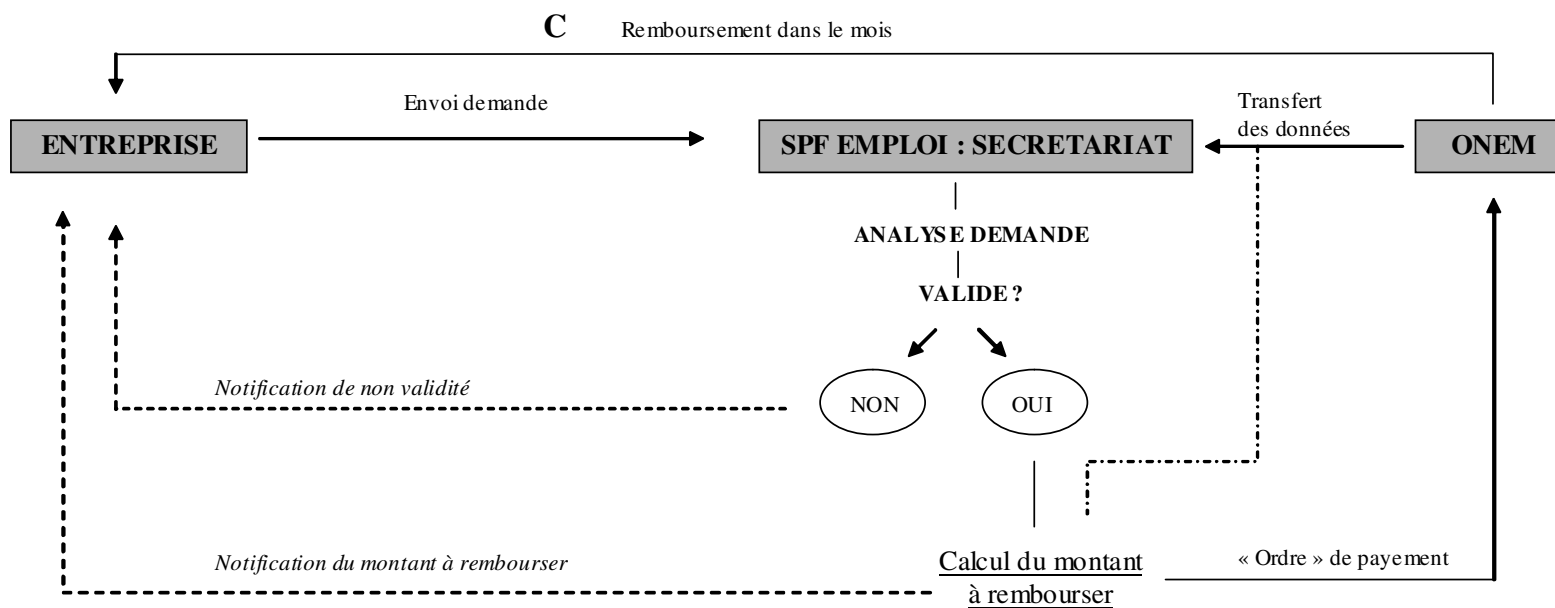 C Remboursement dans le mois
Envoi demande
Transfert
des données
ENTREPRISE
SPF EMPLOI : SECRETARIAT
ONEM
ANALYSE DEMANDE
VALIDE ?
NON
OUI
Notification de non validité
Notification du montant à rembourser
Calcul du montant
à rembourser
« Ordre » de payement